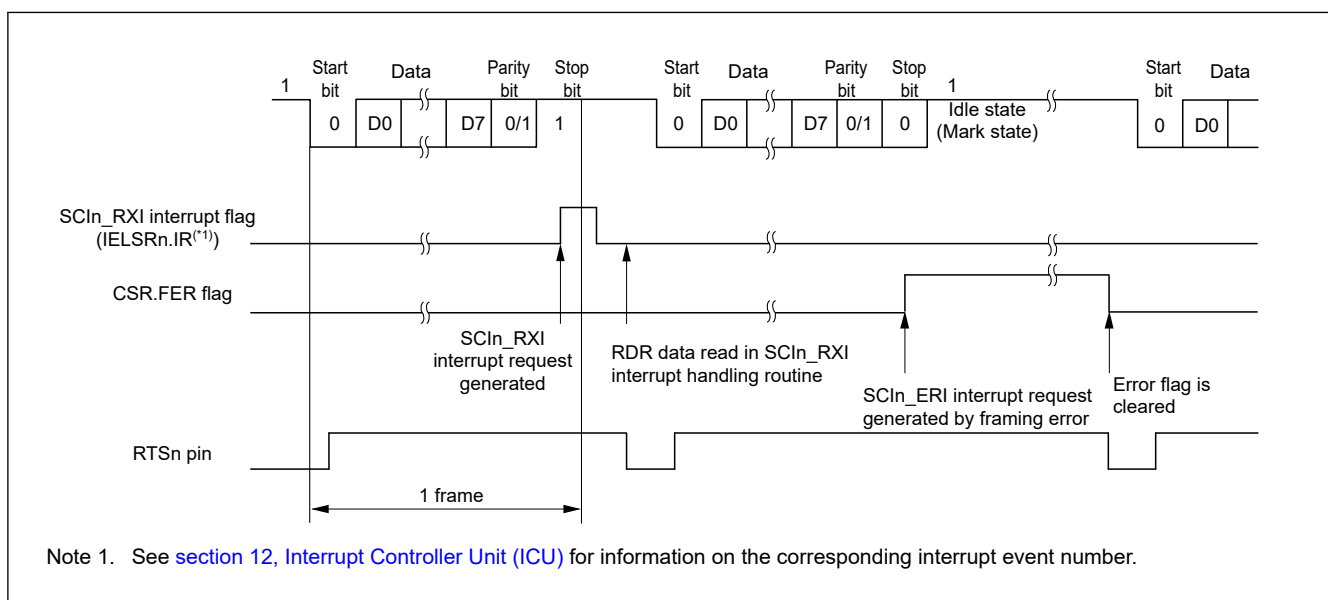 Start bit Data Parity bit Stop bit Start bit Data Parity bit Stop bit 1 Start bit Data
1 Idle state (Mark state)
0 D0 D7 0/1 1 0 D0 D7 0/1 0 0 D0
SCIn_RXI interrupt flag
(IELSRn.IR(*1))
CSR.FER flag
SCIn_RXI
interrupt request
generated
RDR data read in SCIn_RXI
interrupt handling routine
SCIn_ERI interrupt request
generated by framing error
Error flag is
cleared
RTSn pin
1 frame
Note 1. See section 12, Interrupt Controller Unit (ICU) for information on the corresponding interrupt event number.